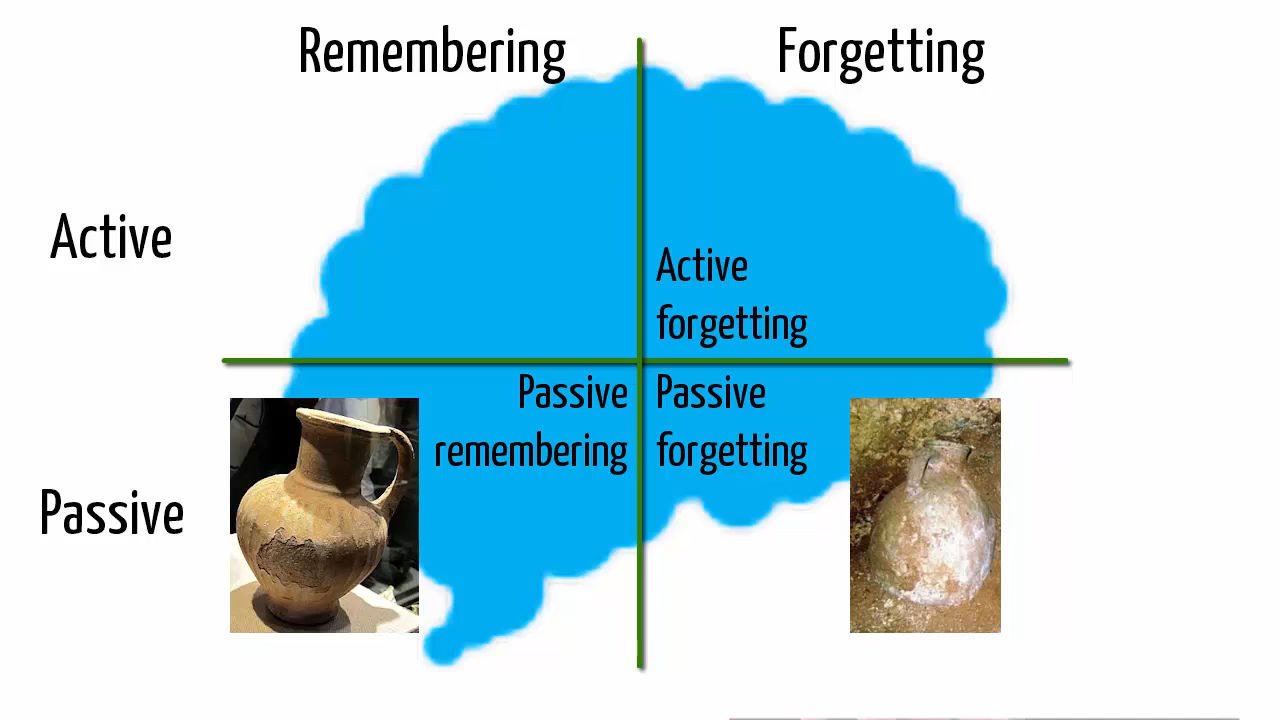 Remembering
Forgetting
Active
Active
forgetting
Passive
remembering
Passive
forgetting
Passive